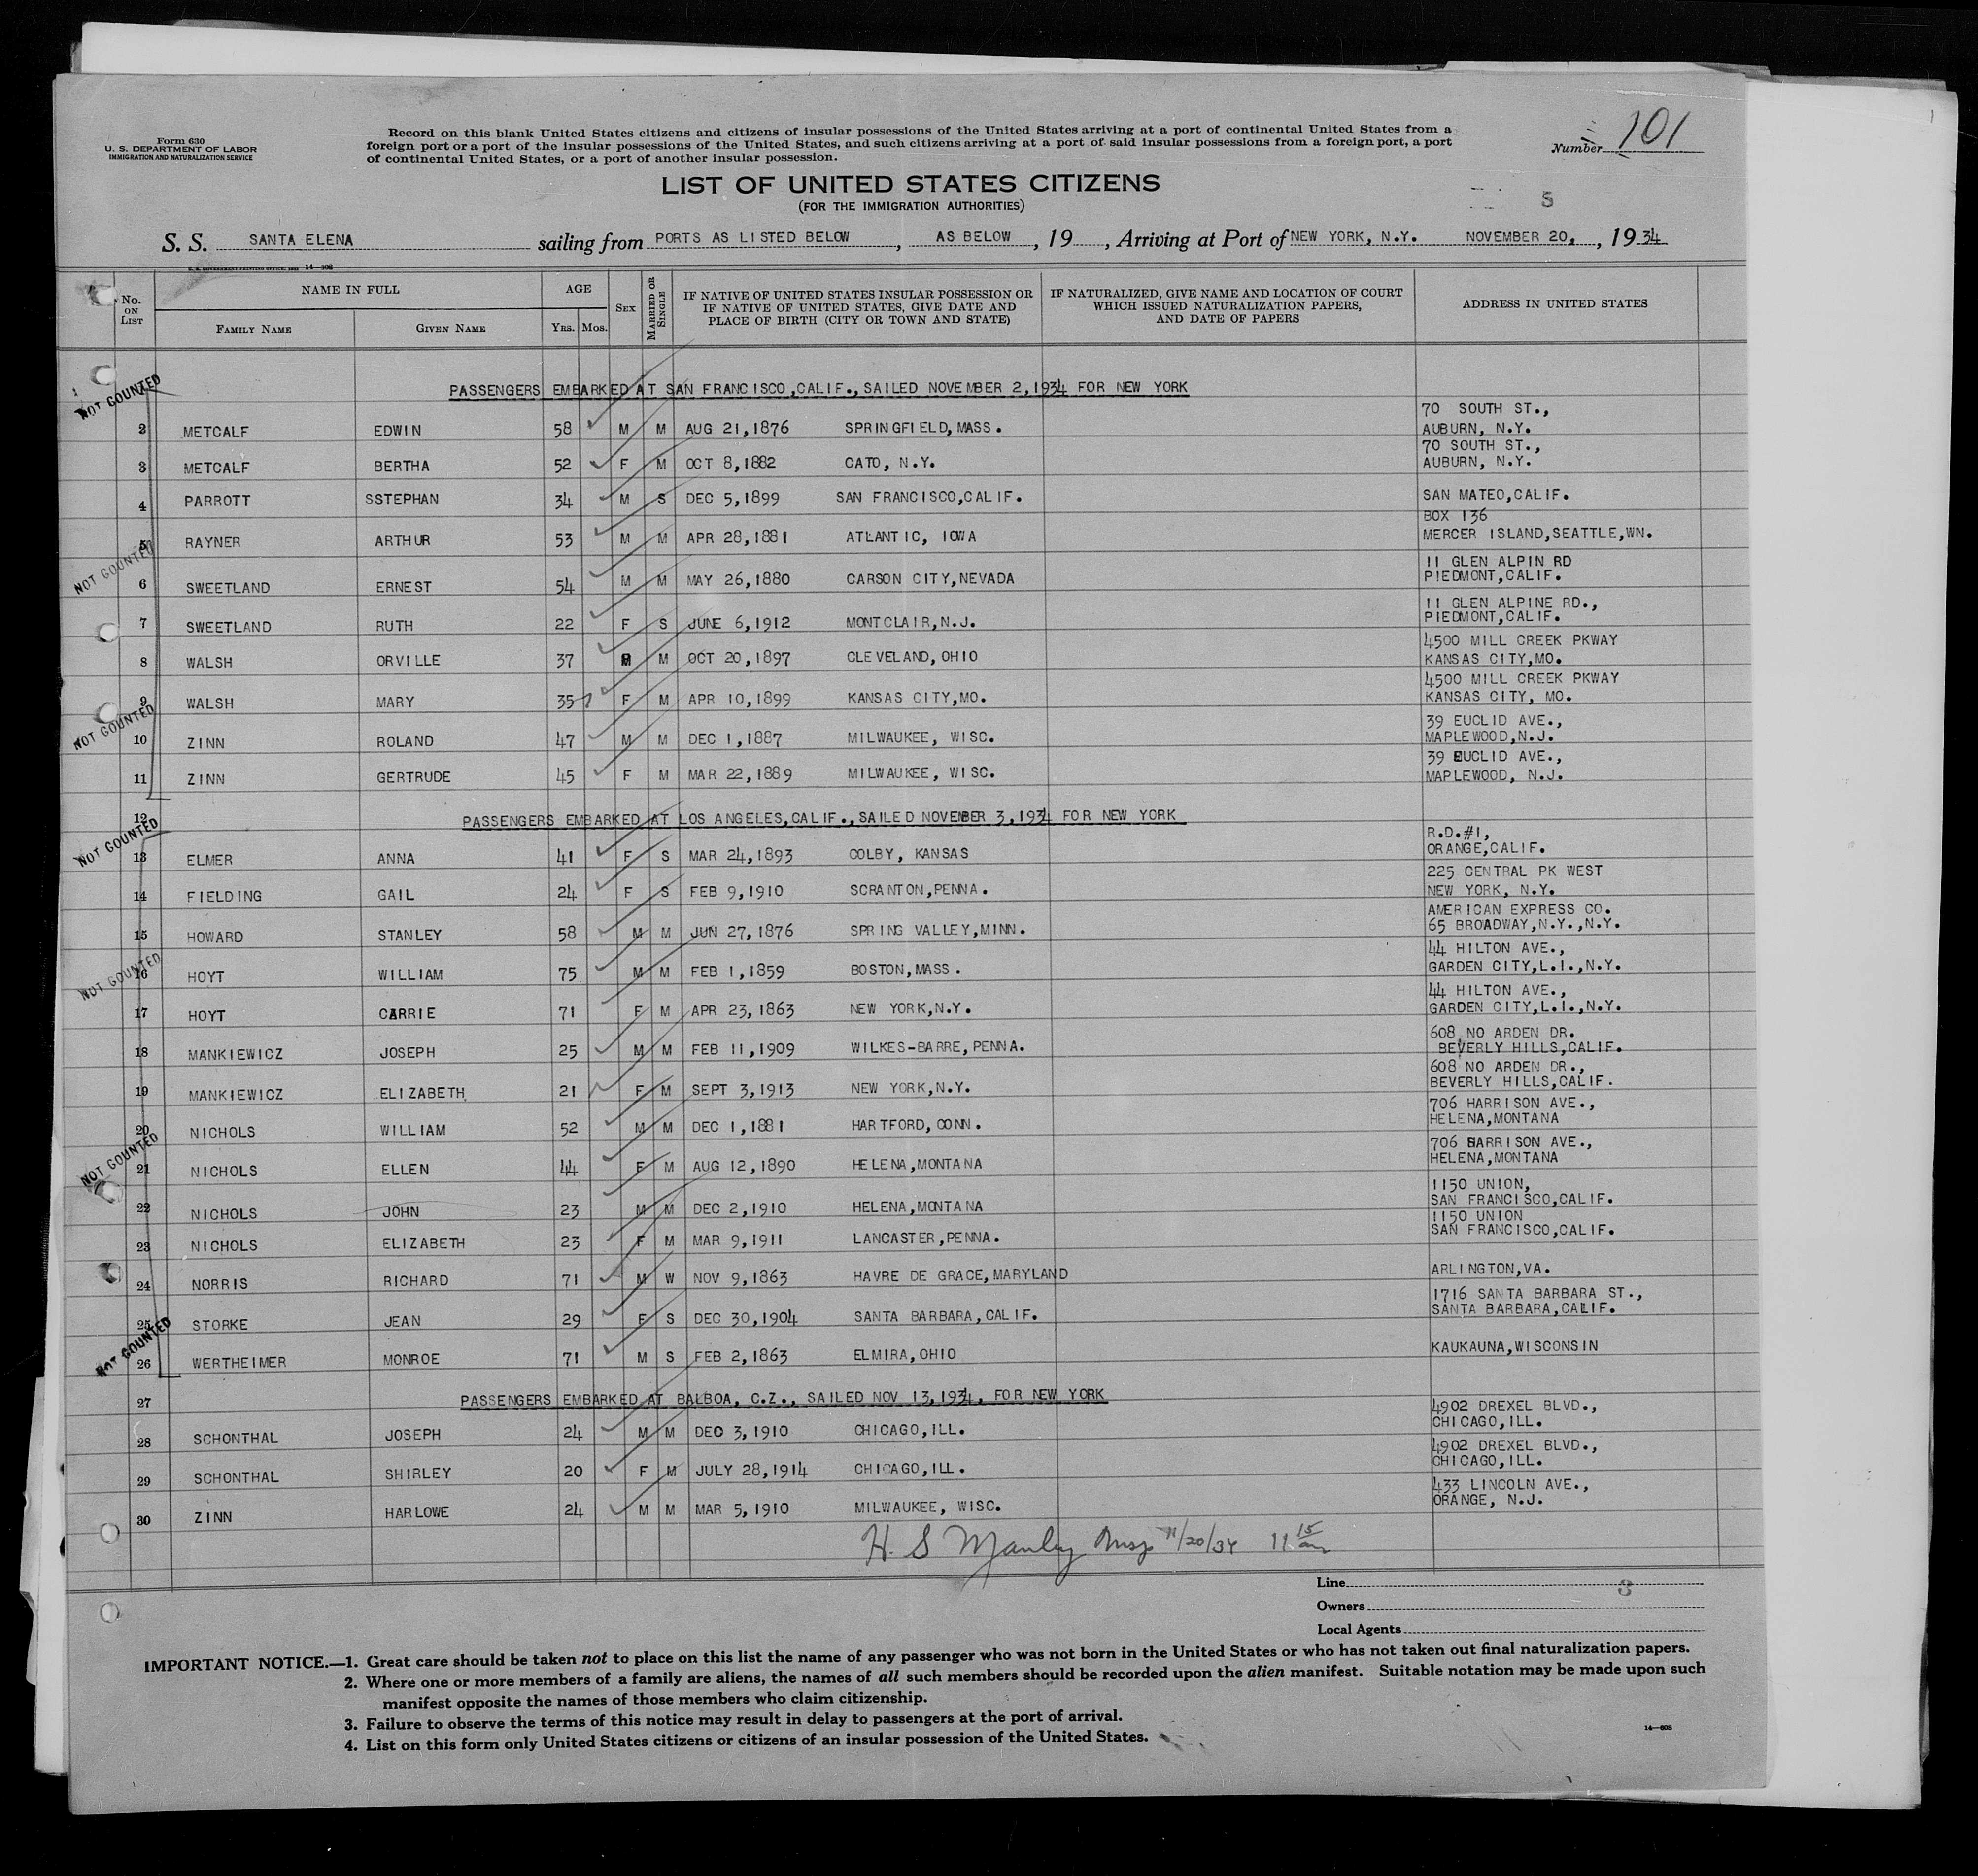 Form 630
U. S. DEPARTMENT OF LABOR
IMMIGRATION AND NATURALIZATION SERVICE
Record on this blank United States citizens and citizens of insular possessions of the United States arriving at a port of continental United States from a
foreign port or a port of the insular possessions of the United States, and such citizens arriving at a port of said insular possessions from a foreign port, a port
of continental United States, or a port of another insular possession.
Number 101
LIST OF UNITED STATES CITIZENS
(FOR THE IMMIGRATION AUTHORITIES)
5
S. S. SANTA ELENA sailing from PORTS AS LISTED BELOW, AS BELOW, 19 , Arriving at Port of NEW YORK, N.Y. NOVEMBER 20, , 1934
U. S. GOVERNMENT PRINTING OFFICE: 1931 14—508
No. ON LIST NAME IN FULL AGE SEX MARRIED OR SINGLE IF NATIVE OF UNITED STATES INSULAR POSSESSION OR IF NATIVE OF UNITED STATES, GIVE DATE AND PLACE OF BIRTH (CITY OR TOWN AND STATE) IF NATURALIZED, GIVE NAME AND LOCATION OF COURT WHICH ISSUED NATURALIZATION PAPERS, AND DATE OF PAPERS ADDRESS IN UNITED STATES
FAMILY NAME GIVEN NAME YRS. MOS.
NOT COUNTED PASSENGERS EMBARKED AT SAN FRANCISCO,CALIF., SAILED NOVEMBER 2,1934 FOR NEW YORK
2 METCALF EDWIN 58 M M AUG 21,1876 SPRINGFIELD,MASS. 70 SOUTH ST., AUBURN, N.Y.
3 METCALF BERTHA 52 F M OCT 8,1882 CATO, N.Y. 70 SOUTH ST., AUBURN, N.Y.
4 PARROTT SSTEPHAN 34 M S DEC 5,1899 SAN FRANCISCO,CALIF. SAN MATEO,CALIF.
5 RAYNER ARTHUR 53 M M APR 28,1881 ATLANTIC, IOWA BOX 136 MERCER ISLAND,SEATTLE,WN.
NOT COUNTED
6 SWEETLAND ERNEST 54 M M MAY 26,1880 CARSON CITY,NEVADA 11 GLEN ALPIN RD PIEDMONT,CALIF.
7 SWEETLAND RUTH 22 F S JUNE 6,1912 MONTCLAIR,N.J. 11 GLEN ALPINE RD., PIEDMONT,CALIF.
8 WALSH ORVILLE 37 M M OCT 20,1897 CLEVELAND,OHIO 4500 MILL CREEK PKWAY KANSAS CITY,MO.
9 WALSH MARY 35 F M APR 10,1899 KANSAS CITY,MO. 4500 MILL CREEK PKWAY KANSAS CITY, MO.
NOT COUNTED
10 ZINN ROLAND 47 M M DEC 1,1887 MILWAUKEE, WISC. 39 EUCLID AVE., MAPLEWOOD,N.J.
11 ZINN GERTRUDE 45 F M MAR 22,1889 MILWAUKEE, WISC. 39 EUCLID AVE., MAPLEWOOD, N.J.
12 PASSENGERS EMBARKED AT LOS ANGELES,CALIF.,SAILED NOVEMBER 3,1934 FOR NEW YORK
NOT COUNTED
13 ELMER ANNA 41 F S MAR 24,1893 COLBY, KANSAS R.D.#1, ORANGE,CALIF.
14 FIELDING GAIL 24 F S FEB 9,1910 SCRANTON,PENNA. 225 CENTRAL PK WEST NEW YORK, N.Y.
15 HOWARD STANLEY 58 M M JUN 27,1876 SPRING VALLEY,MINN. AMERICAN EXPRESS CO. 65 BROADWAY,N.Y.,N.Y.
NOT COUNTED
16 HOYT WILLIAM 75 M M FEB 1,1859 BOSTON,MASS. 44 HILTON AVE., GARDEN CITY,L.I.,N.Y.
17 HOYT CARRIE 71 F M APR 23,1863 NEW YORK,N.Y. 44 HILTON AVE., GARDEN CITY,L.I.,N.Y.
18 MANKIEWICZ JOSEPH 25 M M FEB 11,1909 WILKES-BARRE,PENNA. 608 NO ARDEN DR. BEVERLY HILLS,CALIF.
19 MANKIEWICZ ELIZABETH 21 F M SEPT 3,1913 NEW YORK,N.Y. 608 NO ARDEN DR., BEVERLY HILLS,CALIF.
20 NICHOLS WILLIAM 52 M M DEC 1,1881 HARTFORD,CONN. 706 HARRISON AVE., HELENA,MONTANA
NOT COUNTED
21 NICHOLS ELLEN 44 F M AUG 12,1890 HELENA,MONTANA 706 HARRISON AVE., HELENA,MONTANA
22 NICHOLS JOHN 23 M M DEC 2,1910 HELENA,MONTANA 1150 UNION, SAN FRANCISCO,CALIF.
23 NICHOLS ELIZABETH 23 F M MAR 9,1911 LANCASTER,PENNA. 1150 UNION SAN FRANCISCO,CALIF.
24 NORRIS RICHARD 71 M W NOV 9,1863 HAVRE DE GRACE,MARYLAND ARLINGTON,VA.
25 STORKE JEAN 29 F S DEC 30,1904 SANTA BARBARA,CALIF. 1716 SANTA BARBARA ST., SANTA BARBARA,CALIF.
NOT COUNTED
26 WERTHEIMER MONROE 71 M S FEB 2,1863 ELMIRA,OHIO KAUKAUNA,WISCONSIN
27 PASSENGERS EMBARKED AT BALBOA, C.Z., SAILED NOV 13,1934, FOR NEW YORK
28 SCHONTHAL JOSEPH 24 M M DEC 3,1910 CHICAGO,ILL. 4902 DREXEL BLVD., CHICAGO,ILL.
29 SCHONTHAL SHIRLEY 20 F M JULY 28,1914 CHICAGO,ILL. 4902 DREXEL BLVD., CHICAGO,ILL.
30 ZINN HARLOWE 24 M M MAR 5,1910 MILWAUKEE, WISC. 433 LINCOLN AVE., ORANGE, N.J.
H. S Manley Insp 11/20/34 11 15 am
Line 3
Owners
Local Agents
IMPORTANT NOTICE.—1. Great care should be taken not to place on this list the name of any passenger who was not born in the United States or who has not taken out final naturalization papers.
2. Where one or more members of a family are aliens, the names of all such members should be recorded upon the alien manifest. Suitable notation may be made upon such
manifest opposite the names of those members who claim citizenship.
3. Failure to observe the terms of this notice may result in delay to passengers at the port of arrival.
4. List on this form only United States citizens or citizens of an insular possession of the United States.
14—608